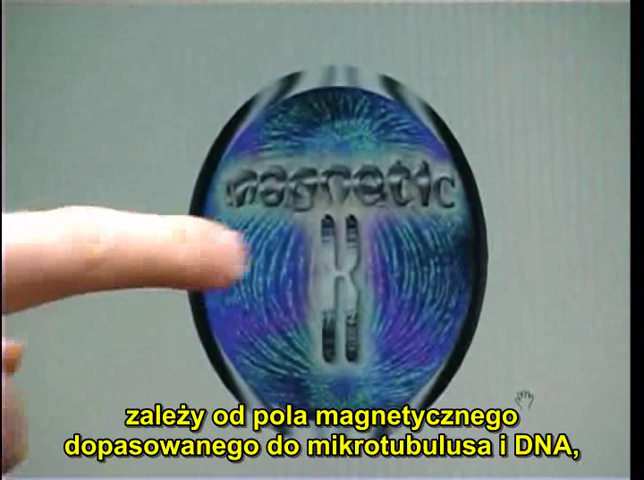 magnetic
zależy od pola magnetycznego
dopasowanego do mikrotubulusa i DNA,